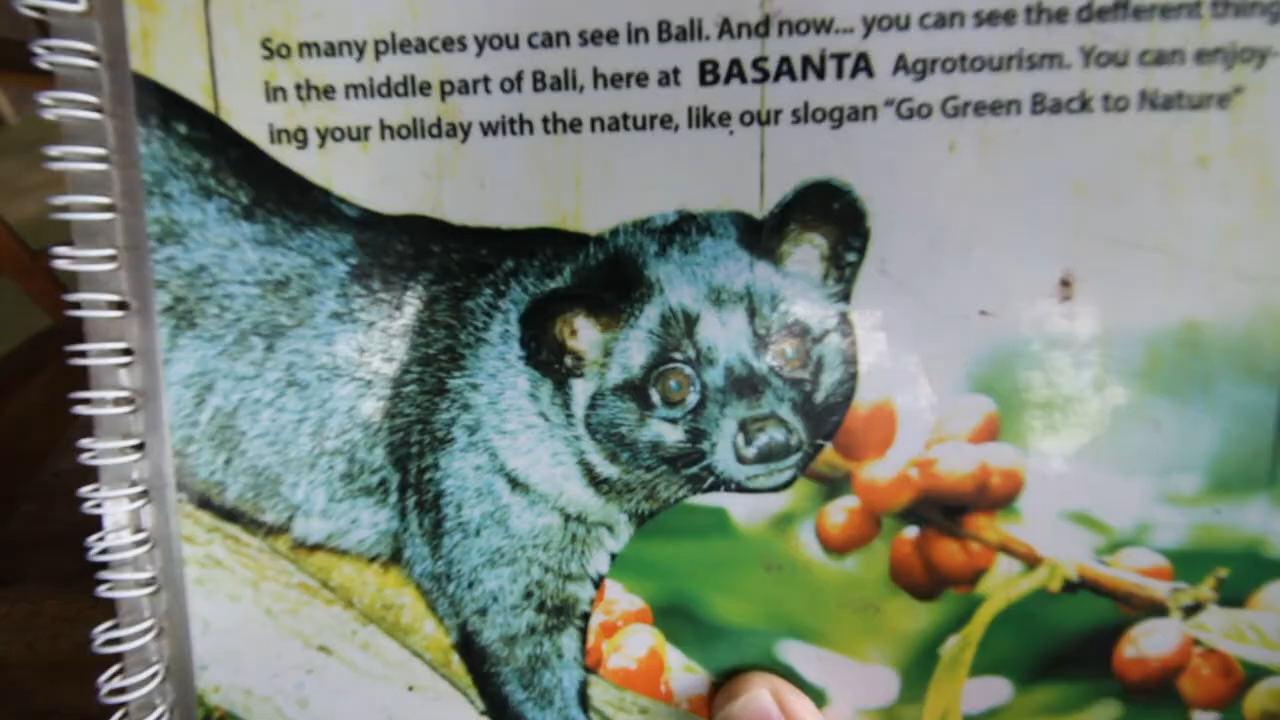 So many pleaces you can see in Bali. And now... you can see the defferent thing
in the middle part of Bali, here at BASANTA Agrotourism. You can enjoy-
ing your holiday with the nature, like our slogan “Go Green Back to Nature”